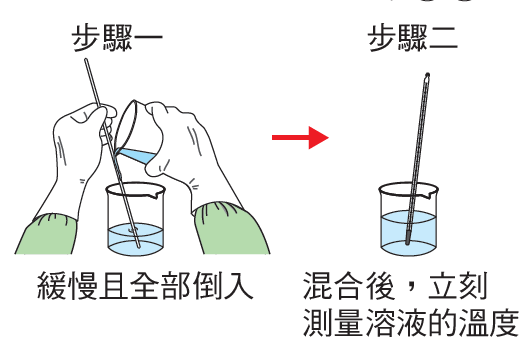 步驟一
步驟二
緩慢且全部倒入
混合後，立刻
測量溶液的溫度